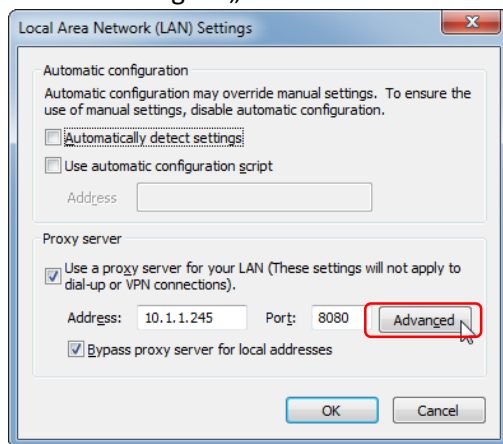 Local Area Network (LAN) Settings
Automatic configuration
Automatic configuration may override manual settings. To ensure the
use of manual settings, disable automatic configuration.
Automatically detect settings
Use automatic configuration script
Address
Proxy server
Use a proxy server for your LAN (These settings will not apply to
dial-up or VPN connections).
Address: 10.1.1.245 Port: 8080 Advanced
Bypass proxy server for local addresses
OK Cancel